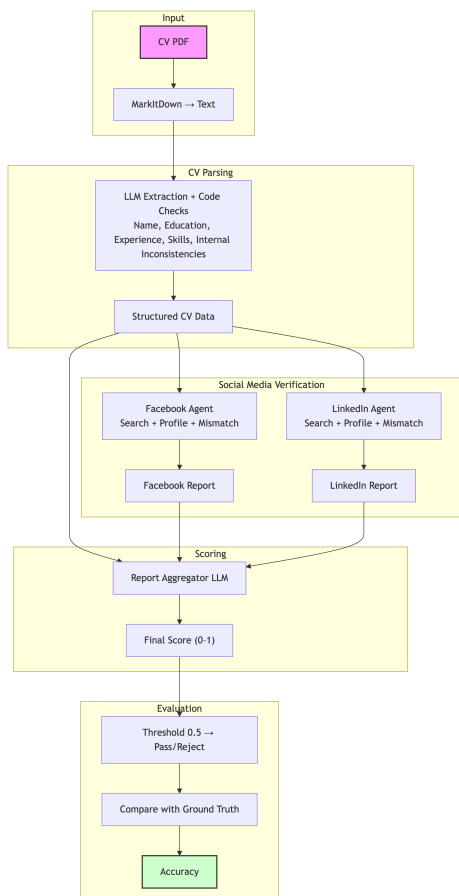 Input
CV PDF
MarkItDown → Text
CV Parsing
LLM Extraction + Code
Checks
Name, Education,
Experience, Skills, Internal
Inconsistencies
Structured CV Data
Social Media Verification
Facebook Agent
Search + Profile + Mismatch
LinkedIn Agent
Search + Profile + Mismatch
Facebook Report
LinkedIn Report
Scoring
Report Aggregator LLM
Final Score (0-1)
Evaluation
Threshold 0.5 →
Pass/Reject
Compare with Ground Truth
Accuracy